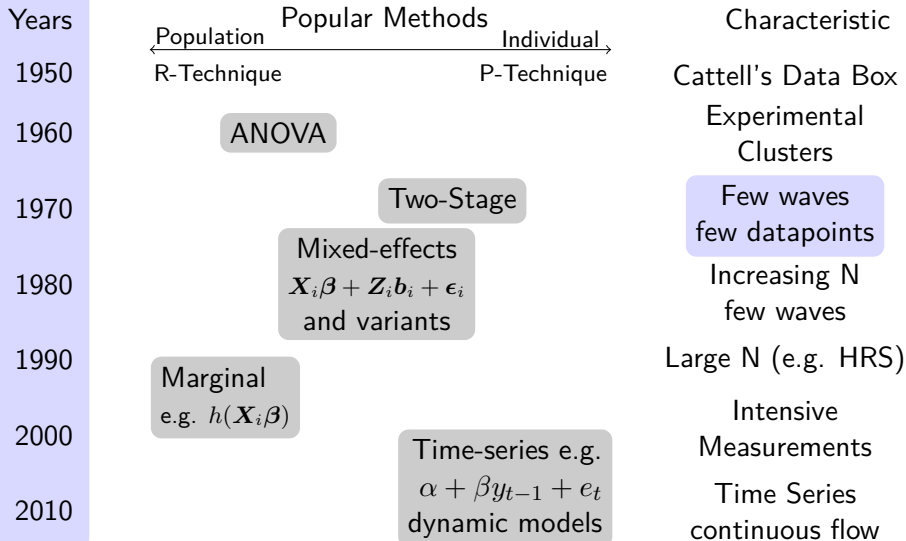 Years Popular Methods Characteristic
Population Individual
1950 R-Technique P-Technique Cattell's Data Box
1960 ANOVA Experimental
Clusters
1970 Two-Stage Few waves
few datapoints
Mixed-effects
1980 X_iβ + Z_ib_i + ϵ_i Increasing N
and variants few waves
1990 Large N (e.g. HRS)
Marginal
e.g. h(X_iβ) Intensive
2000 Measurements
Time-series e.g.
α + βy_{t−1} + e_t Time Series
2010 dynamic models continuous flow